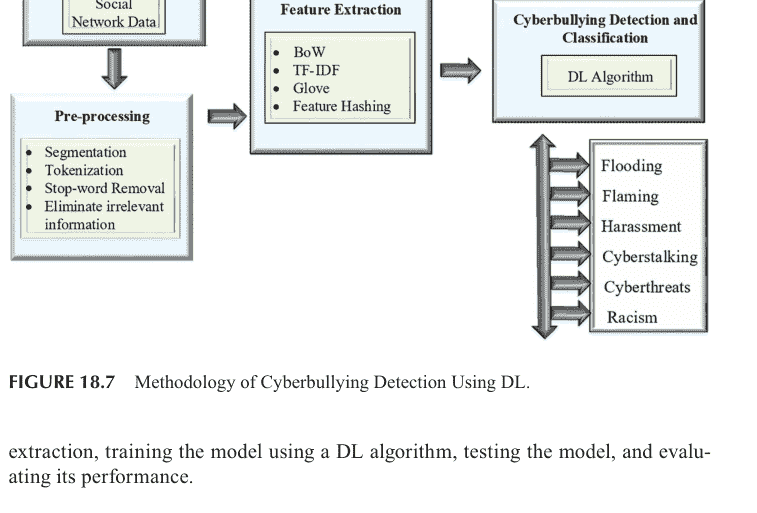 Social
Network Data
Pre-processing
• Segmentation
• Tokenization
• Stop-word Removal
• Eliminate irrelevant
information
Feature Extraction
• BoW
• TF-IDF
• Glove
• Feature Hashing
Cyberbullying Detection and
Classification
DL Algorithm
Flooding
Flaming
Harassment
Cyberstalking
Cyberthreats
Racism
FIGURE 18.7 Methodology of Cyberbullying Detection Using DL.
extraction, training the model using a DL algorithm, testing the model, and evalu-
ating its performance.